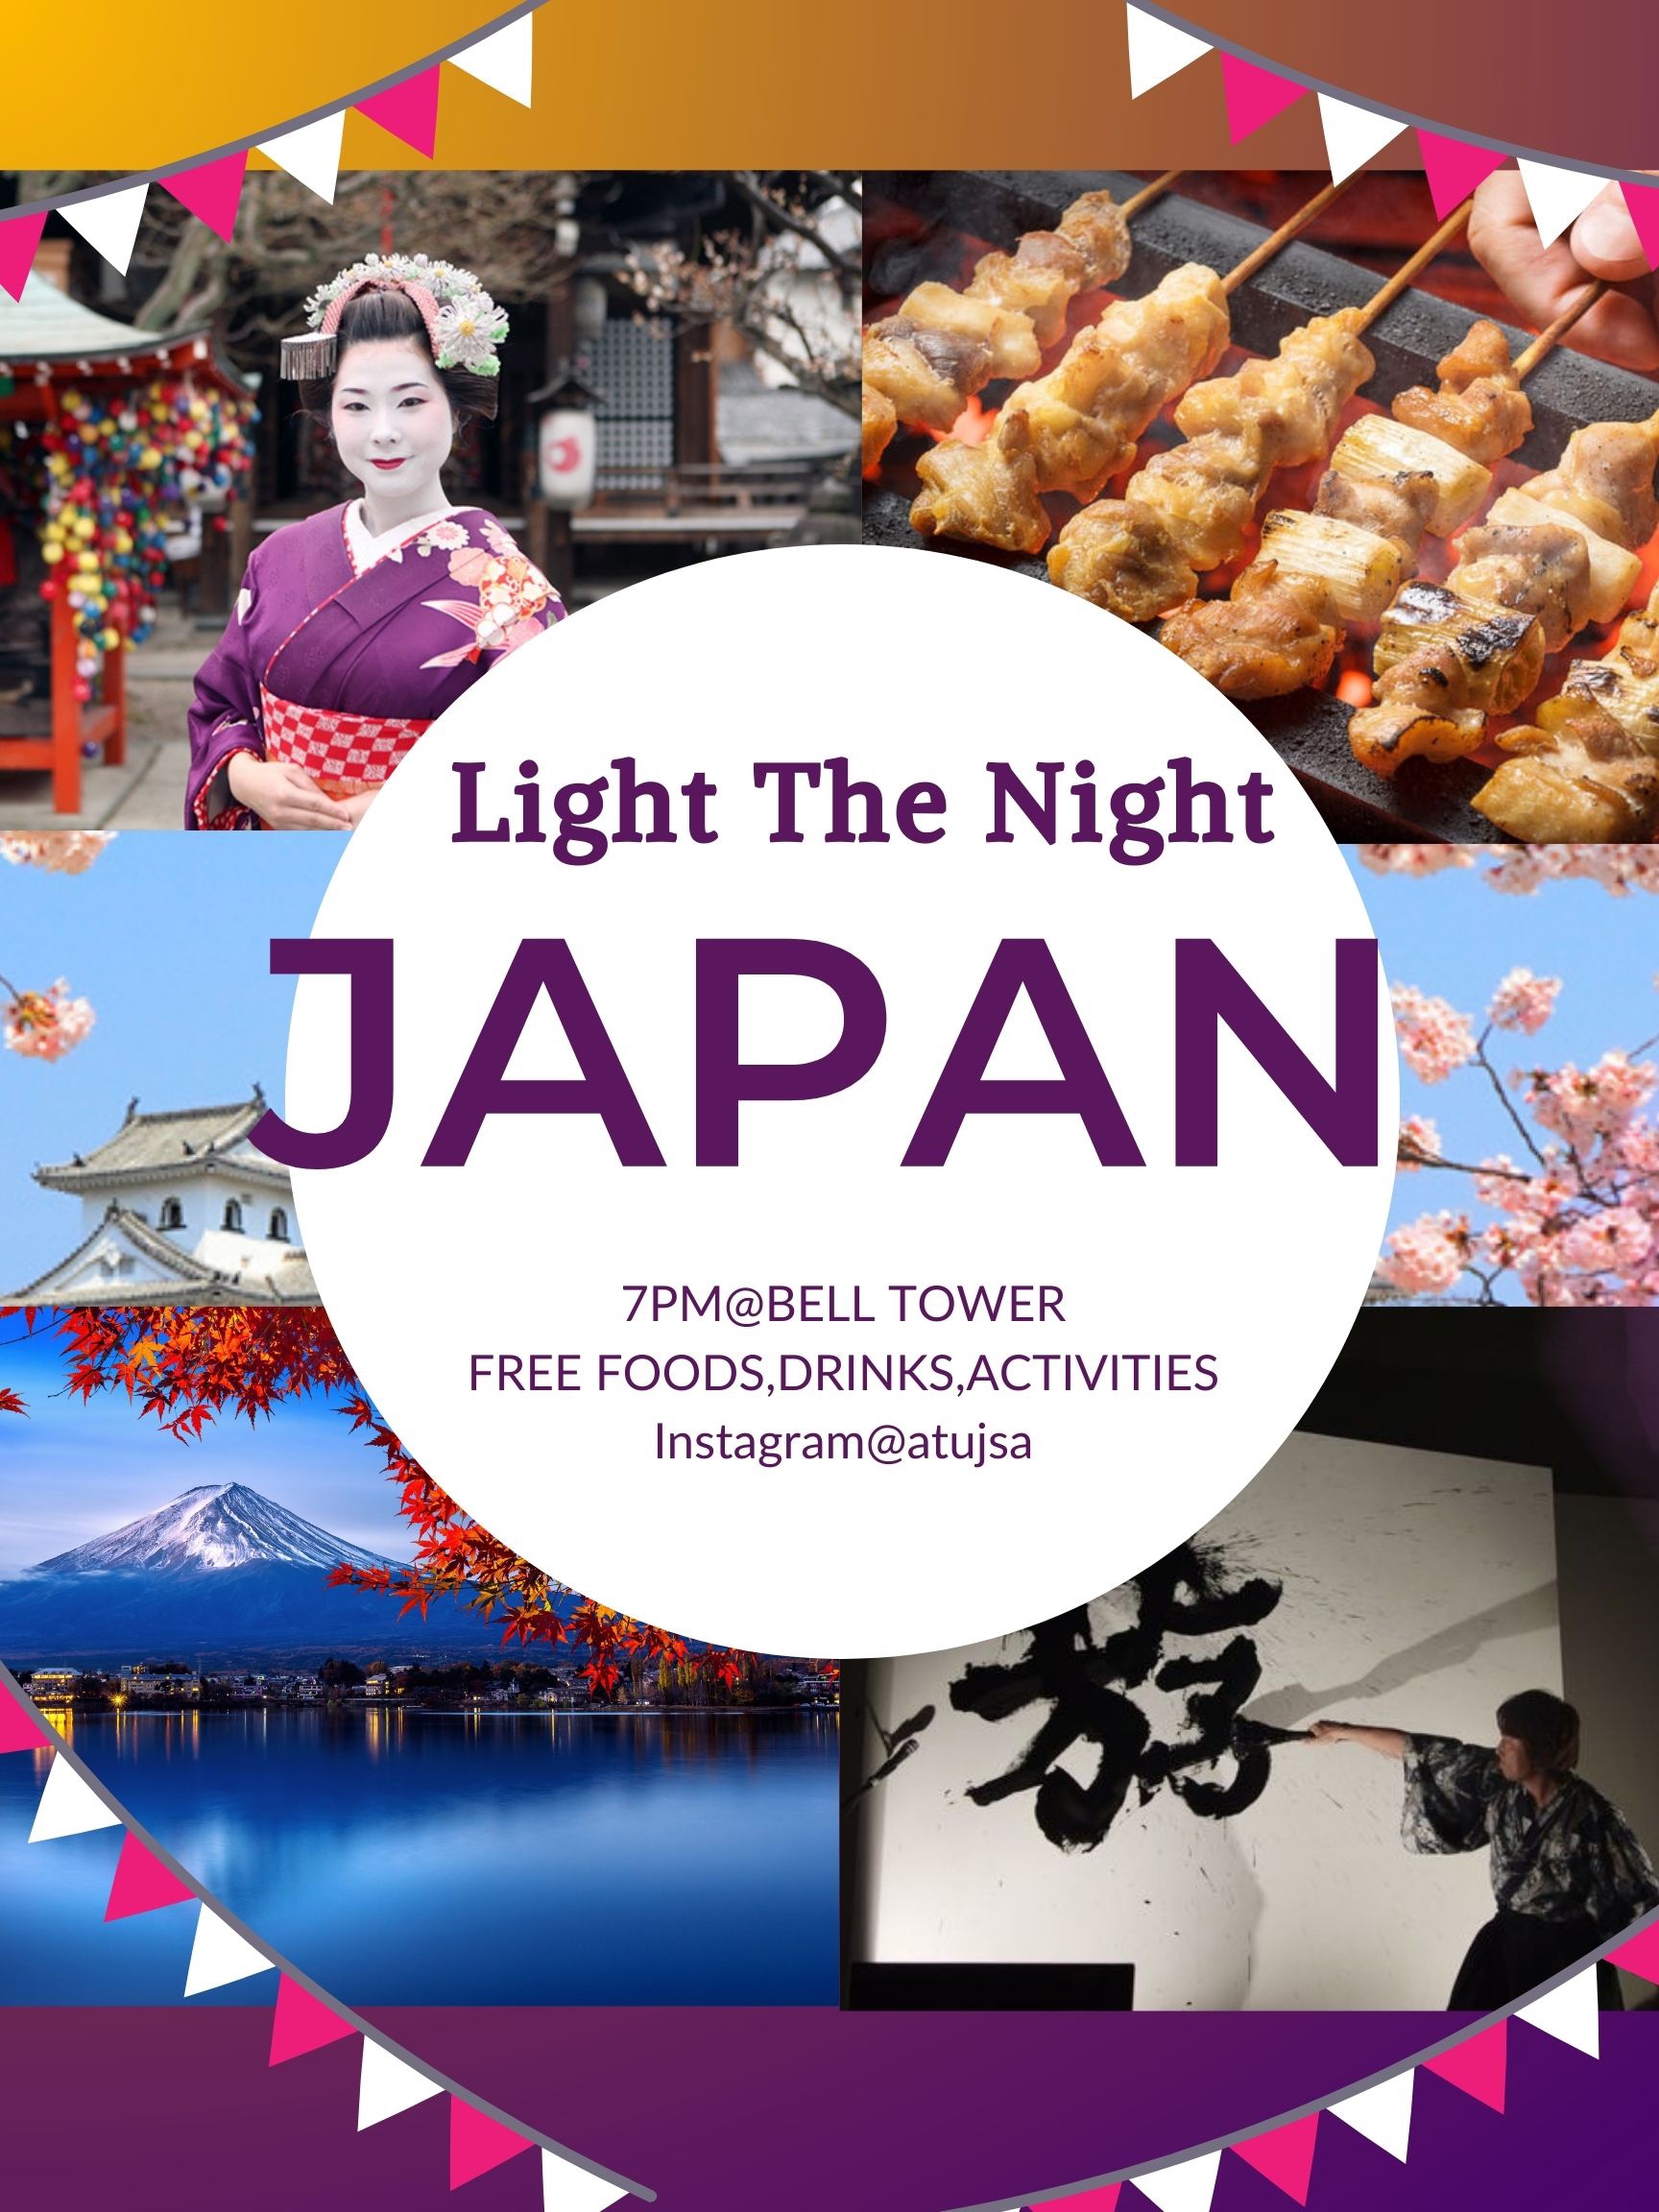 Light The Night
JAPAN
7PM@BELL TOWER
FREE FOODS,DRINKS,ACTIVITIES
Instagram@atujsa